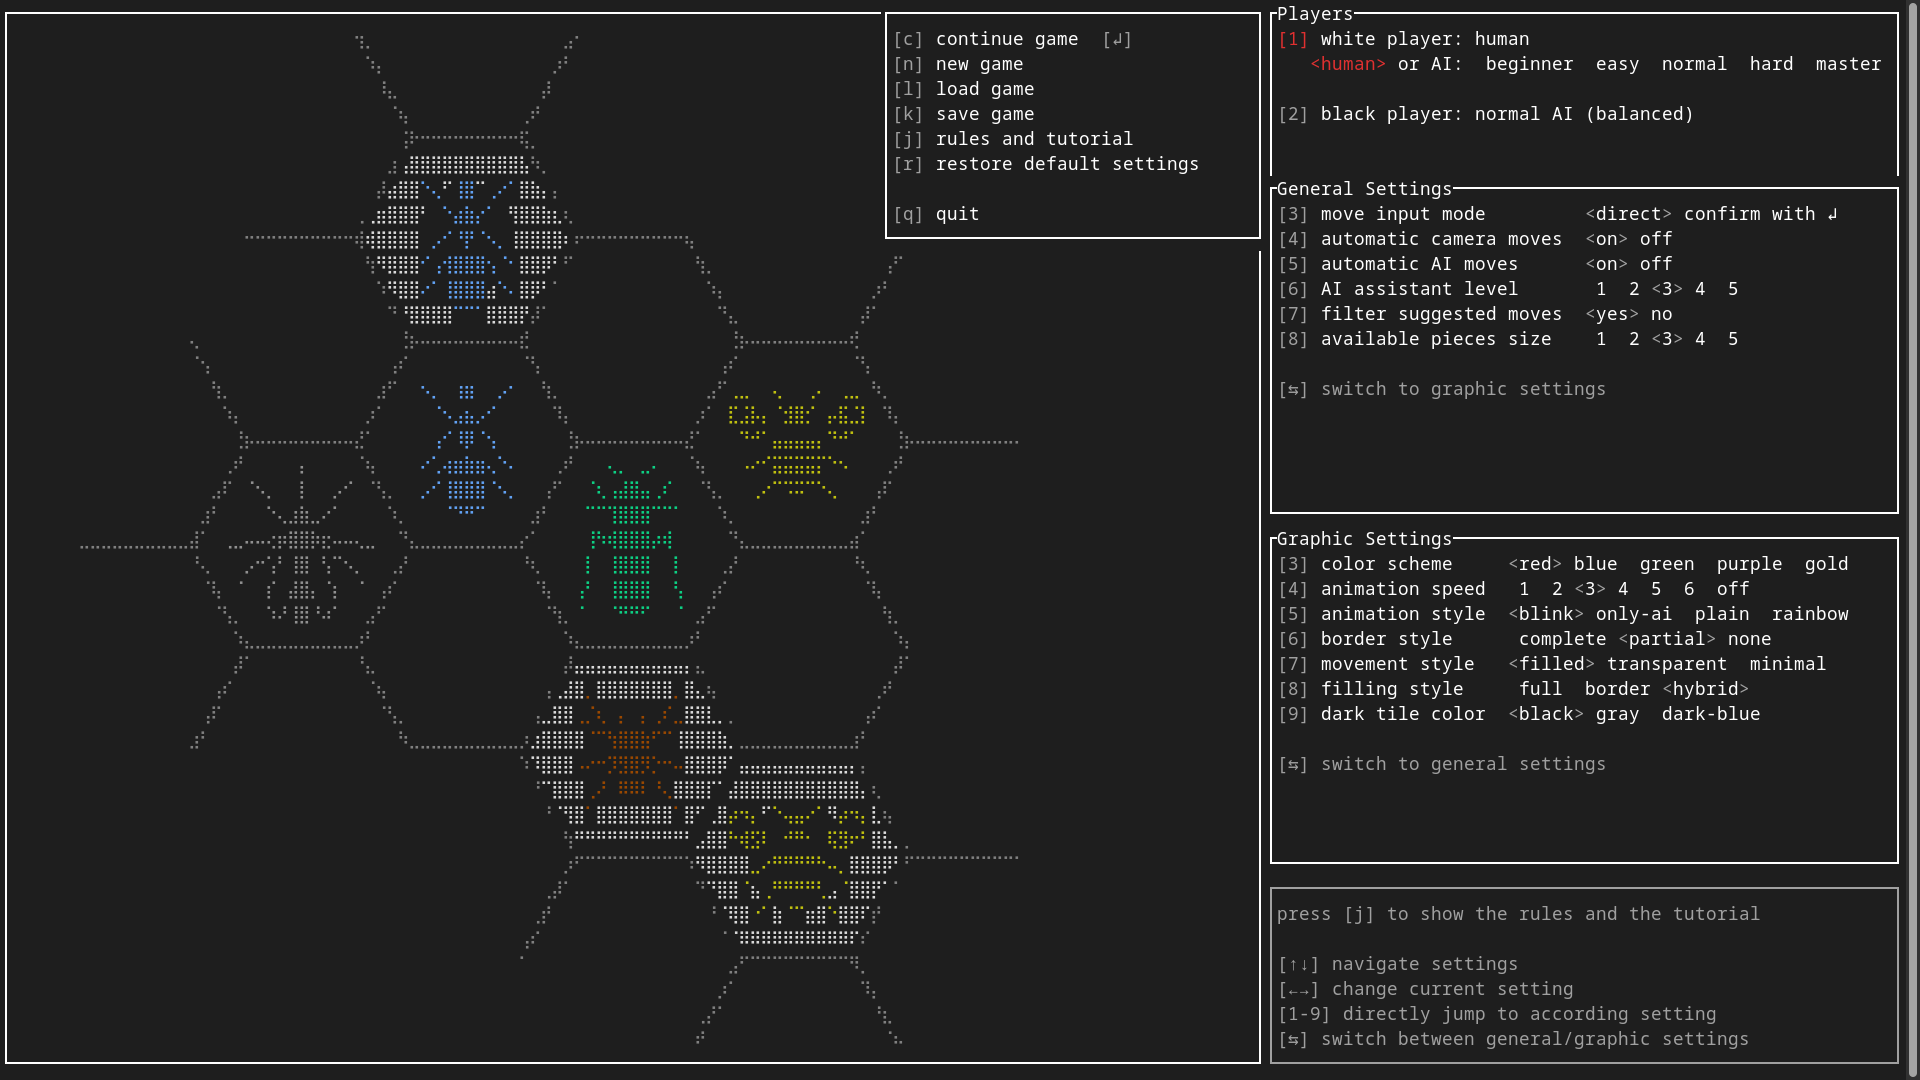 [c] continue game [↲]
[n] new game
[l] load game
[k] save game
[j] rules and tutorial
[r] restore default settings
[q] quit
Players
[1] white player: human
<human> or AI: beginner easy normal hard master
[2] black player: normal AI (balanced)
General Settings
[3] move input mode <direct> confirm with ↲
[4] automatic camera moves <on> off
[5] automatic AI moves <on> off
[6] AI assistant level 1 2 <3> 4 5
[7] filter suggested moves <yes> no
[8] available pieces size 1 2 <3> 4 5
[⇆] switch to graphic settings
Graphic Settings
[3] color scheme <red> blue green purple gold
[4] animation speed 1 2 <3> 4 5 6 off
[5] animation style <blink> only-ai plain rainbow
[6] border style complete <partial> none
[7] movement style <filled> transparent minimal
[8] filling style full border <hybrid>
[9] dark tile color <black> gray dark-blue
[⇆] switch to general settings
press [j] to show the rules and the tutorial
[↑↓] navigate settings
[←→] change current setting
[1-9] directly jump to according setting
[⇆] switch between general/graphic settings